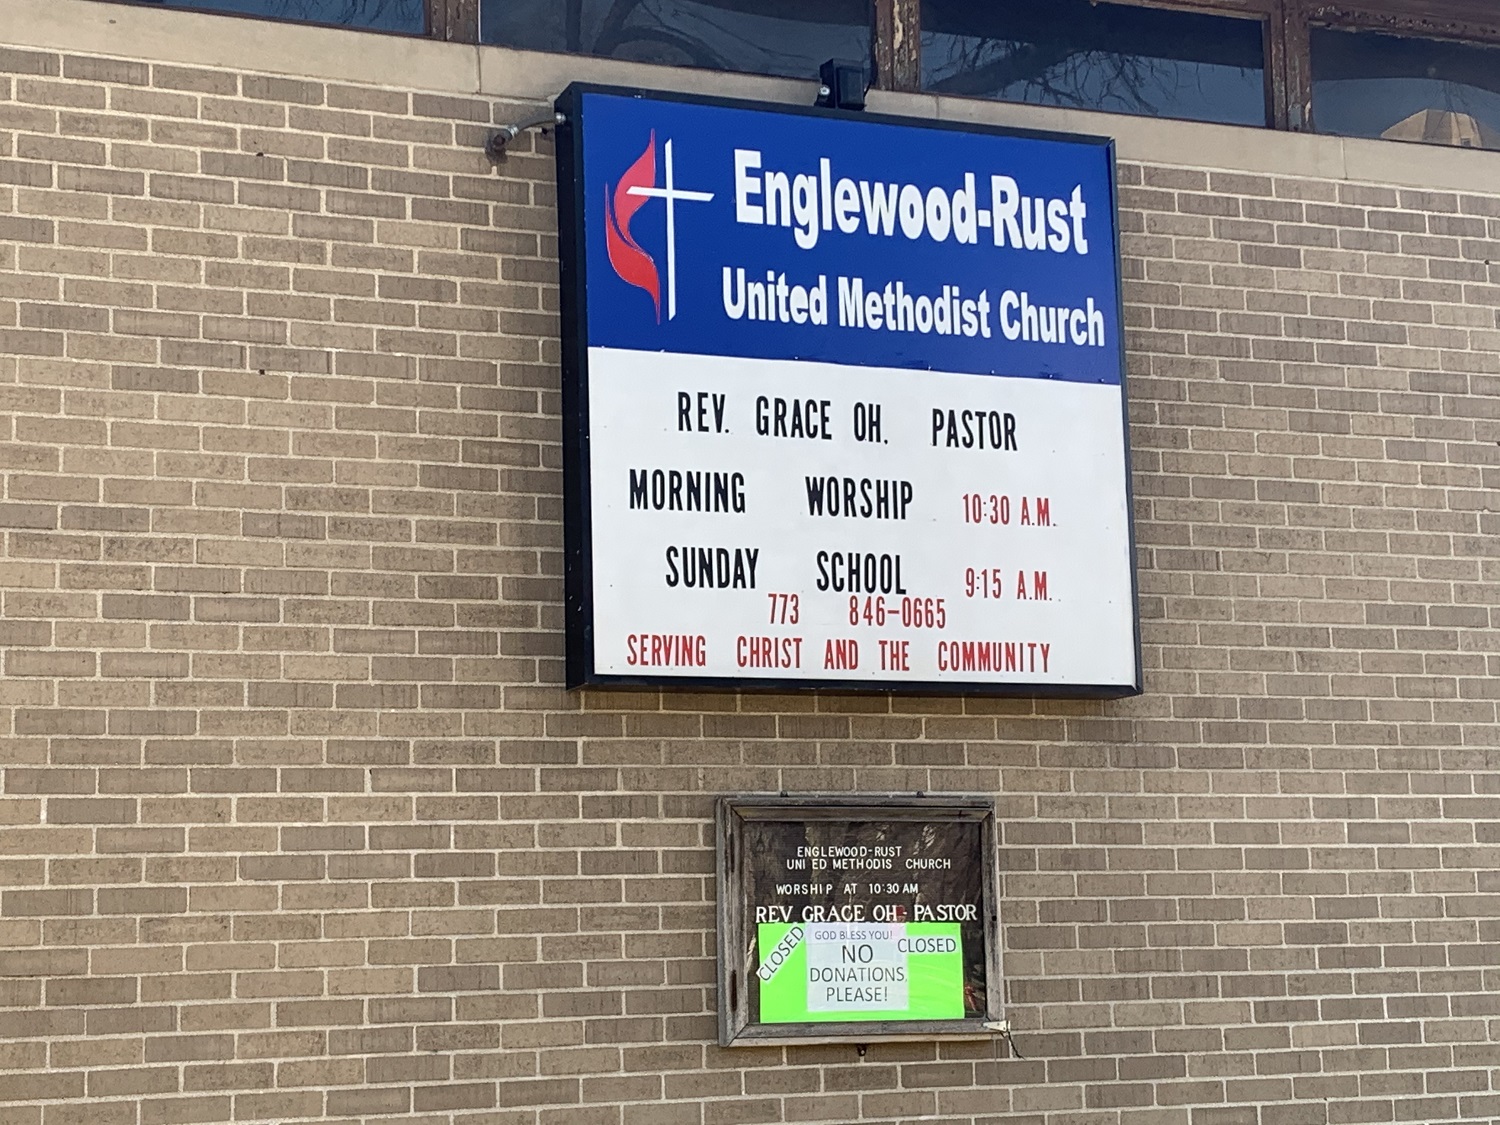 Englewood-Rust
United Methodist Church
REV. GRACE OH. PASTOR
MORNING WORSHIP 10:30 A.M.
SUNDAY SCHOOL 9:15 A.M.
773 846-0665
SERVING CHRIST AND THE COMMUNITY
ENGLEWOOD-RUST
UNI ED METHODIS CHURCH
WORSHIP AT 10:30 AM
REV GRACE OH - PASTOR
CLOSED
GOD BLESS YOU!
NO
DONATIONS,
PLEASE!
CLOSED